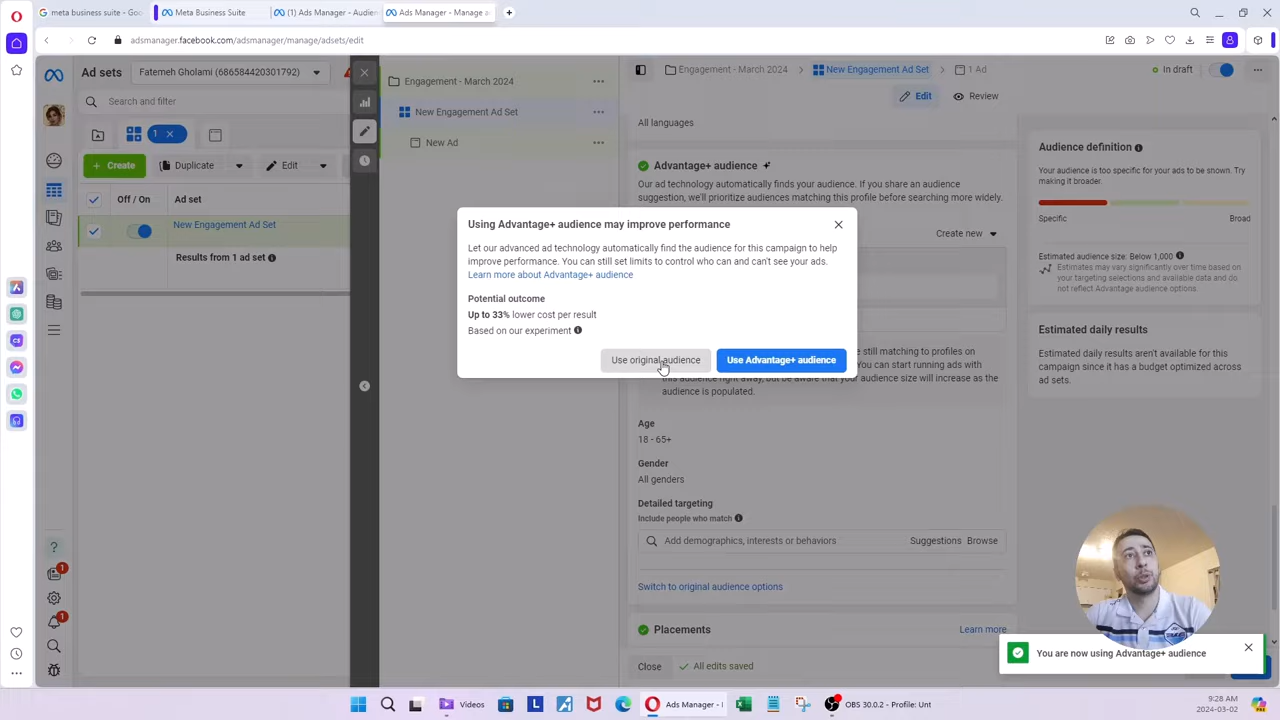 meta business suite - Goo
Meta Business Suite
(1) Ads Manager - Audien
Ads Manager - Manage a
adsmanager.facebook.com/adsmanager/manage/adsets/edit
Ad sets
Fatemeh Gholami (686584420301792)
Search and filter
1
Create
Duplicate
Edit
Off / On
Ad set
New Engagement Ad Set
Results from 1 ad set
Engagement - March 2024
New Engagement Ad Set
New Ad
Engagement - March 2024
New Engagement Ad Set
1 Ad
In draft
Edit
Review
All languages
Advantage+ audience
Our ad technology automatically finds your audience. If you share an audience
suggestion, we'll prioritize audiences matching this profile before searching more widely.
Create new
Using Advantage+ audience may improve performance
Let our advanced ad technology automatically find the audience for this campaign to help
improve performance. You can still set limits to control who can and can't see your ads.
Learn more about Advantage+ audience
Potential outcome
Up to 33% lower cost per result
Based on our experiment
Use original audience
Use Advantage+ audience
still matching to profiles on
You can start running ads with
this audience right away, but be aware that your audience size will increase as the
audience is populated.
Age
18 - 65+
Gender
All genders
Detailed targeting
Include people who match
Add demographics, interests or behaviors
Suggestions
Browse
Switch to original audience options
Placements
Learn more
Close
All edits saved
Audience definition
Your audience is too specific for your ads to be shown. Try
making it broader.
Specific
Broad
Estimated audience size: Below 1,000
Estimates may vary significantly over time based on
your targeting selections and available data and do
not reflect Advantage audience options.
Estimated daily results
Estimated daily results aren't available for this
campaign since it has a budget optimized across
ad sets.
You are now using Advantage+ audience
1
1
Videos
Ads Manager -
OBS 30.0.2 - Profile: Unt
9:28 AM
2024-03-02